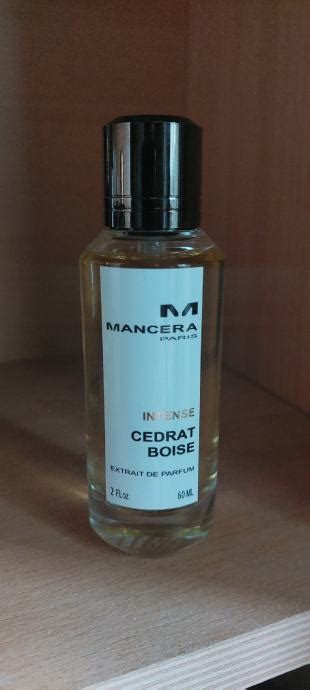 M
MANCERA
PARIS
INTENSE
CEDRAT
BOISE
EXTRAIT DE PARFUM
2 FL oz 60 ML